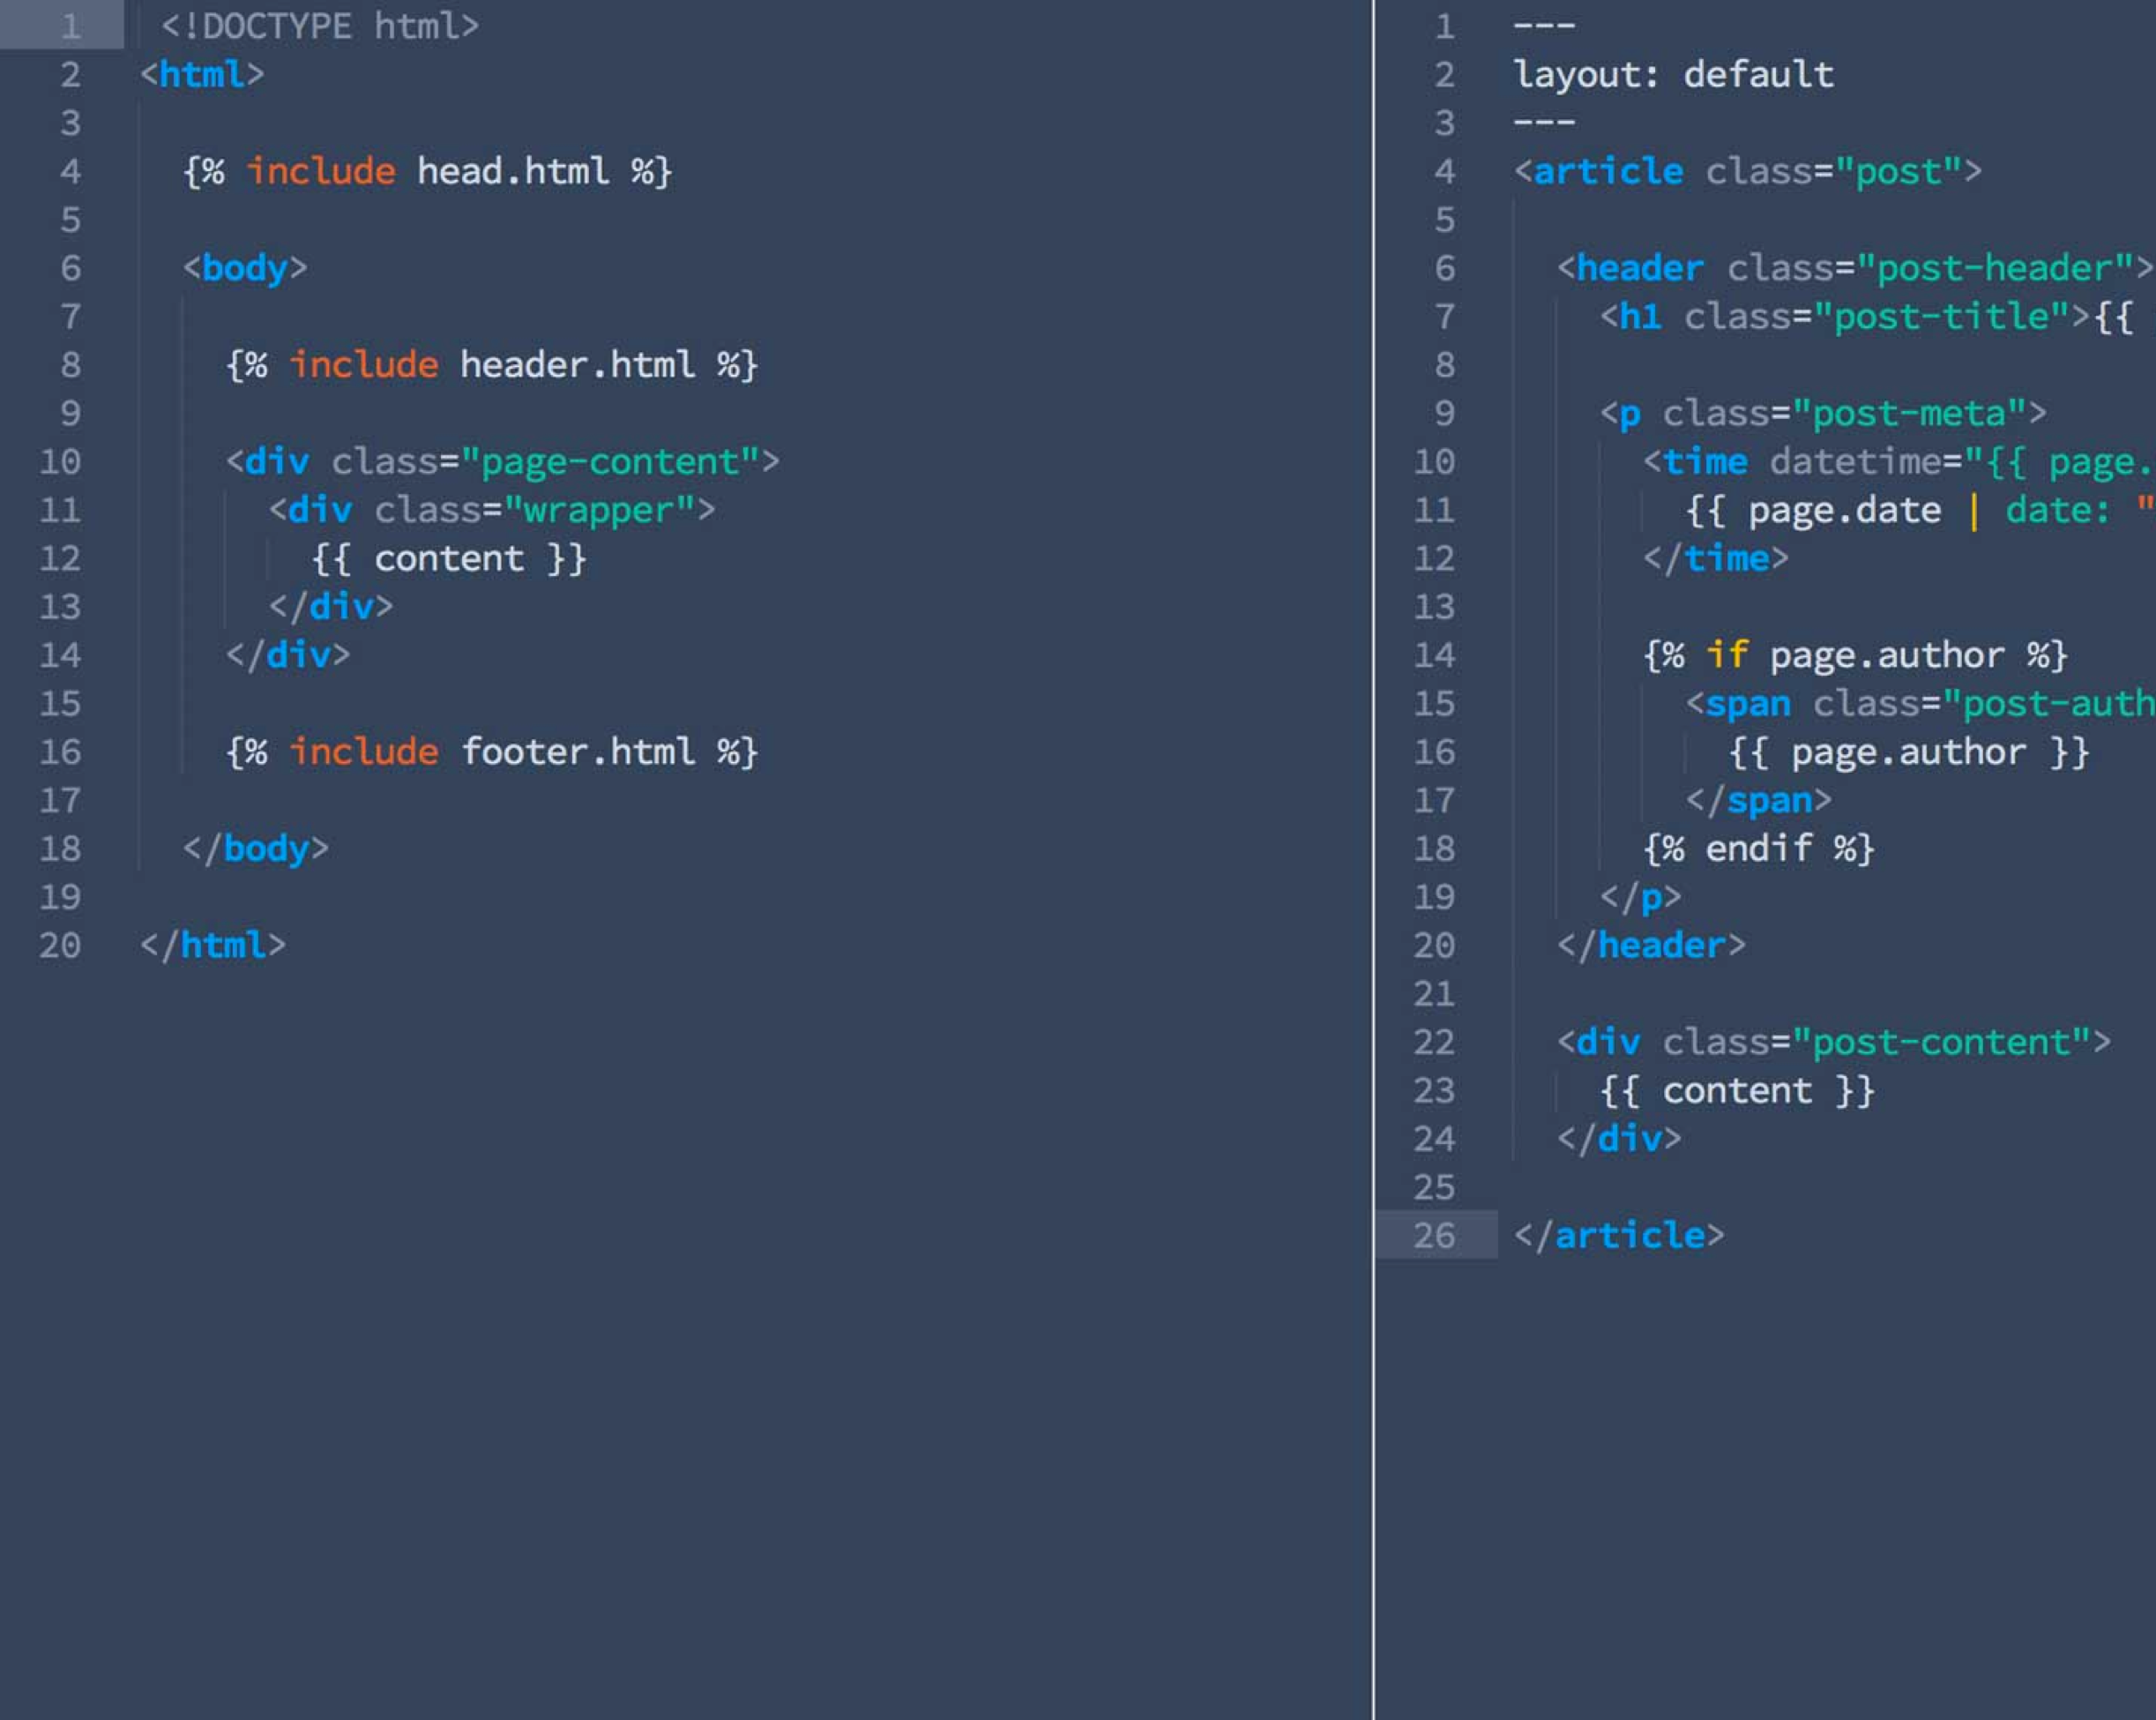 1 <!DOCTYPE html>
2 <html>
3
4 {% include head.html %}
5
6 <body>
7
8 {% include header.html %}
9
10 <div class="page-content">
11 <div class="wrapper">
12 {{ content }}
13 </div>
14 </div>
15
16 {% include footer.html %}
17
18 </body>
19
20 </html>
1 ---
2 layout: default
3 ---
4 <article class="post">
5
6 <header class="post-header">
7 <h1 class="post-title">{{
8
9 <p class="post-meta">
10 <time datetime="{{ page.
11 {{ page.date | date: "
12 </time>
13
14 {% if page.author %}
15 <span class="post-auth
16 {{ page.author }}
17 </span>
18 {% endif %}
19 </p>
20 </header>
21
22 <div class="post-content">
23 {{ content }}
24 </div>
25
26 </article>